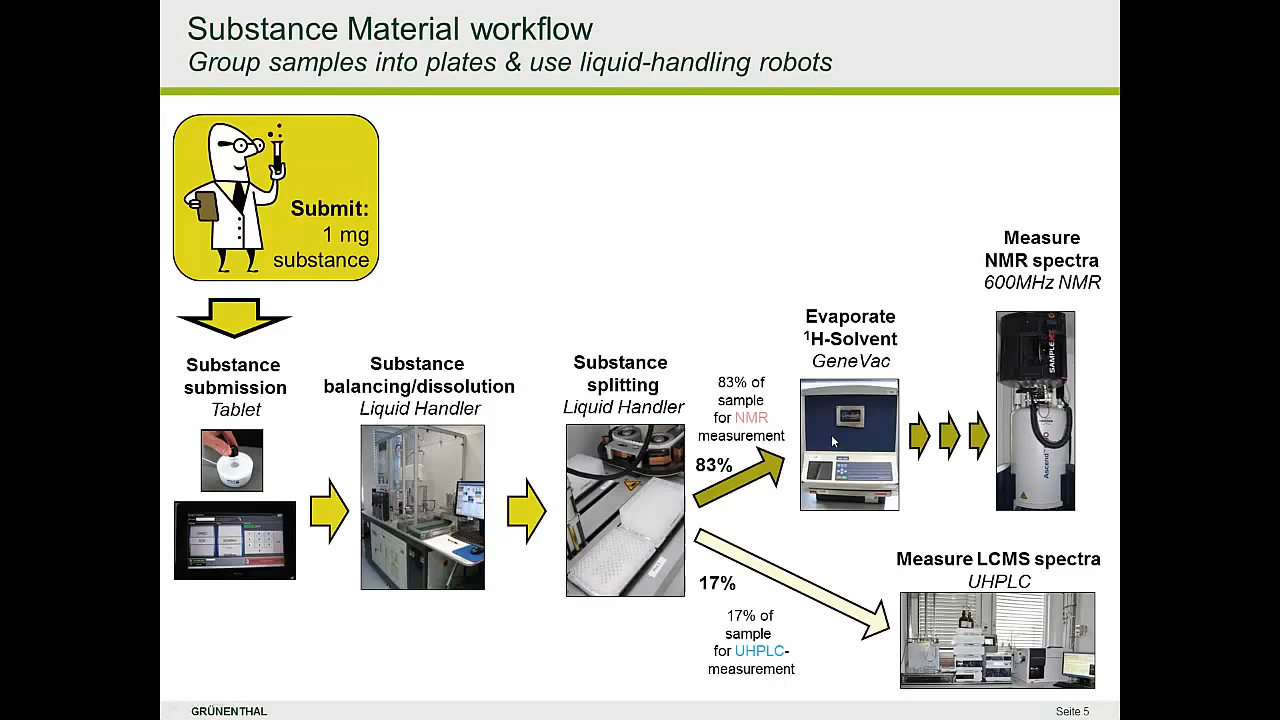 Substance Material workflow
Group samples into plates & use liquid-handling robots
Submit:
1 mg
substance
Substance
submission
Tablet
Substance
balancing/dissolution
Liquid Handler
Substance
splitting
Liquid Handler
83% of
sample
for NMR
measurement
83%
17%
17% of
sample
for UHPLC-
measurement
Evaporate
¹H-Solvent
GeneVac
Measure
NMR spectra
600MHz NMR
SAMPLEJET
Ascend
Measure LCMS spectra
UHPLC
GRÜNENTHAL
Seite 5